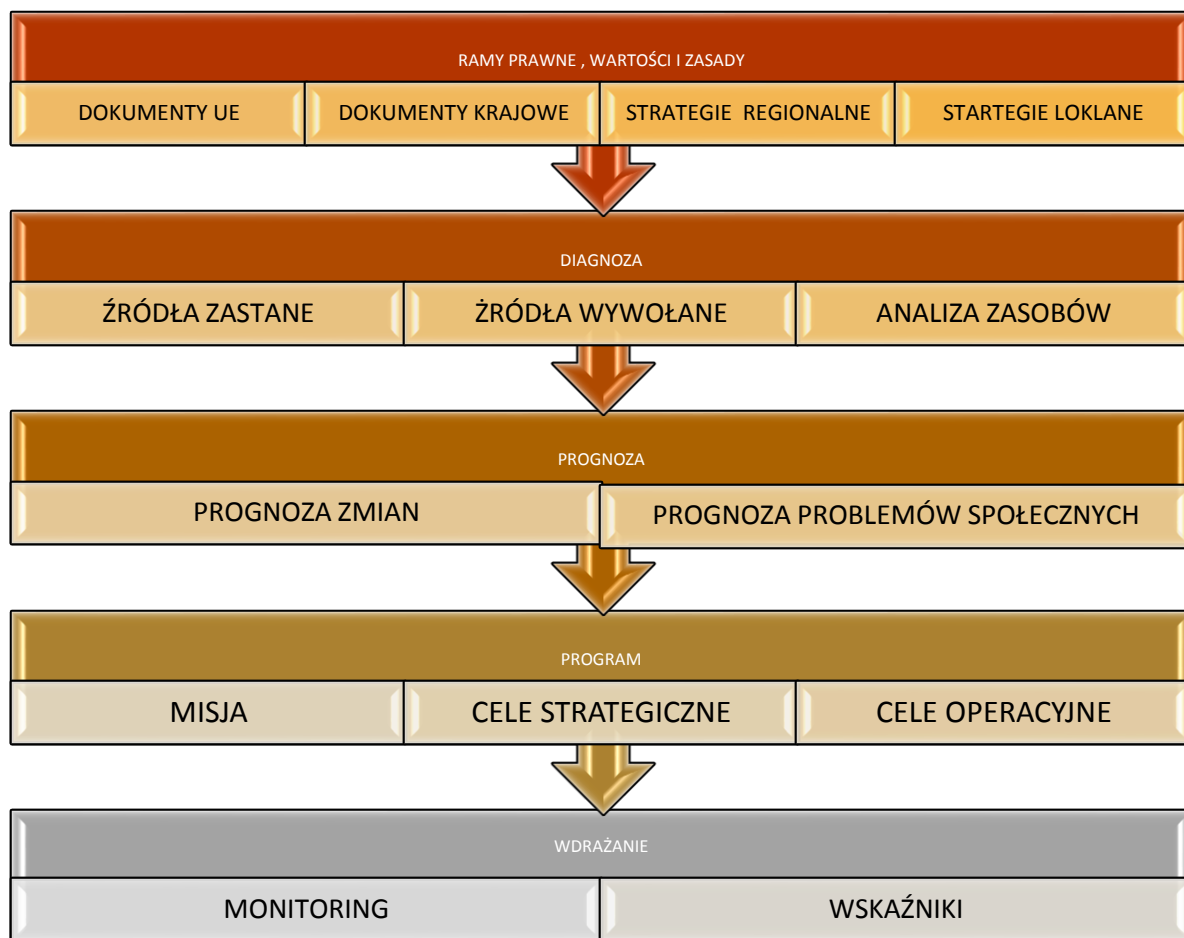 RAMY PRAWNE , WARTOŚCI I ZASADY
DOKUMENTY UE
DOKUMENTY KRAJOWE
STRATEGIE REGIONALNE
STARTEGIE LOKLANE
DIAGNOZA
ŹRÓDŁA ZASTANE
ŻRÓDŁA WYWOŁANE
ANALIZA ZASOBÓW
PROGNOZA
PROGNOZA ZMIAN
PROGNOZA PROBLEMÓW SPOŁECZNYCH
PROGRAM
MISJA
CELE STRATEGICZNE
CELE OPERACYJNE
WDRAŻANIE
MONITORING
WSKAŹNIKI